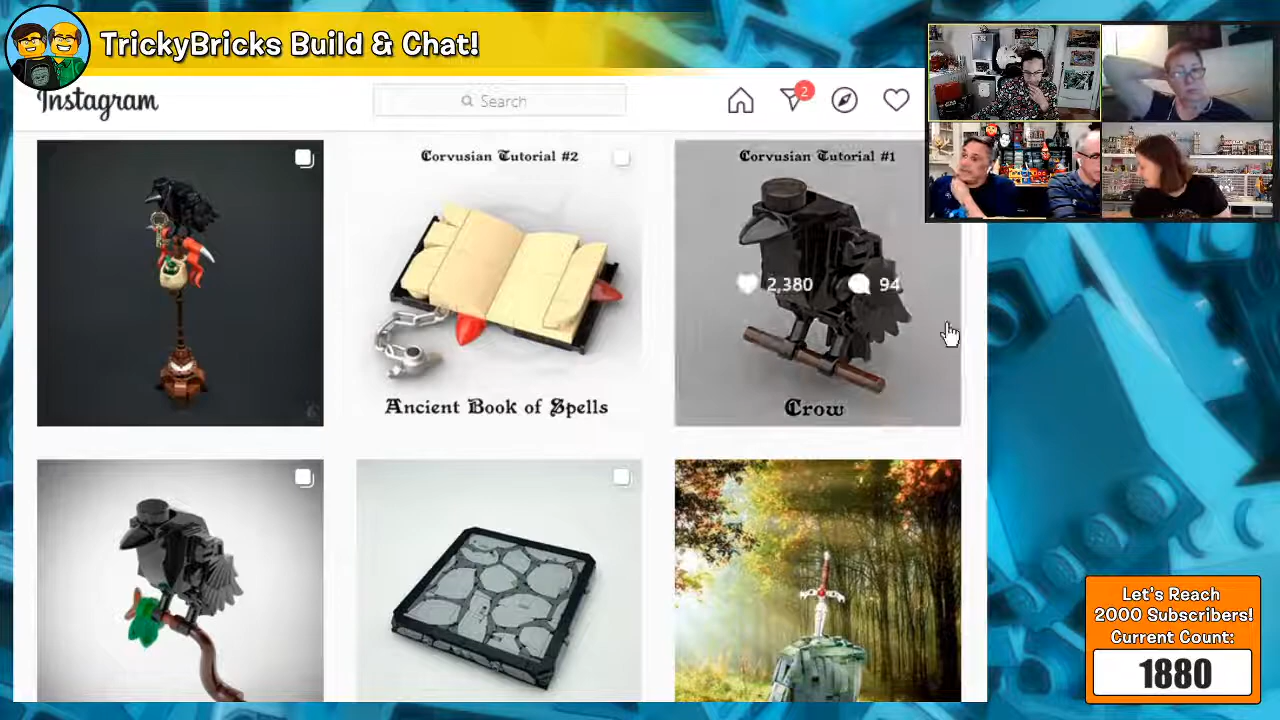 TrickyBricks Build & Chat!
Instagram
Search
2
Corvusian Tutorial #2
Corvusian Tutorial #1
2,380
94
Ancient Book of Spells
Crow
Let's Reach
2000 Subscribers!
Current Count:
1880